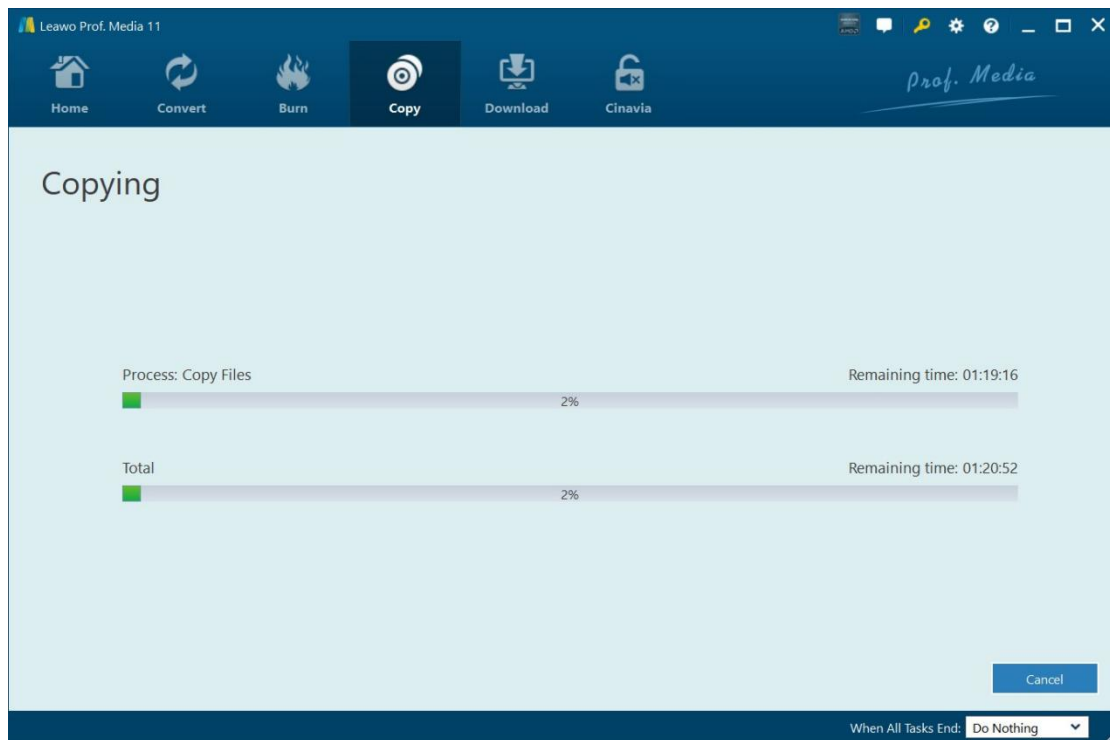 Leawo Prof. Media 11
Home Convert Burn Copy Download Cinavia
Prof. Media
Copying
Process: Copy Files Remaining time: 01:19:16
2%
Total Remaining time: 01:20:52
2%
Cancel
When All Tasks End: Do Nothing